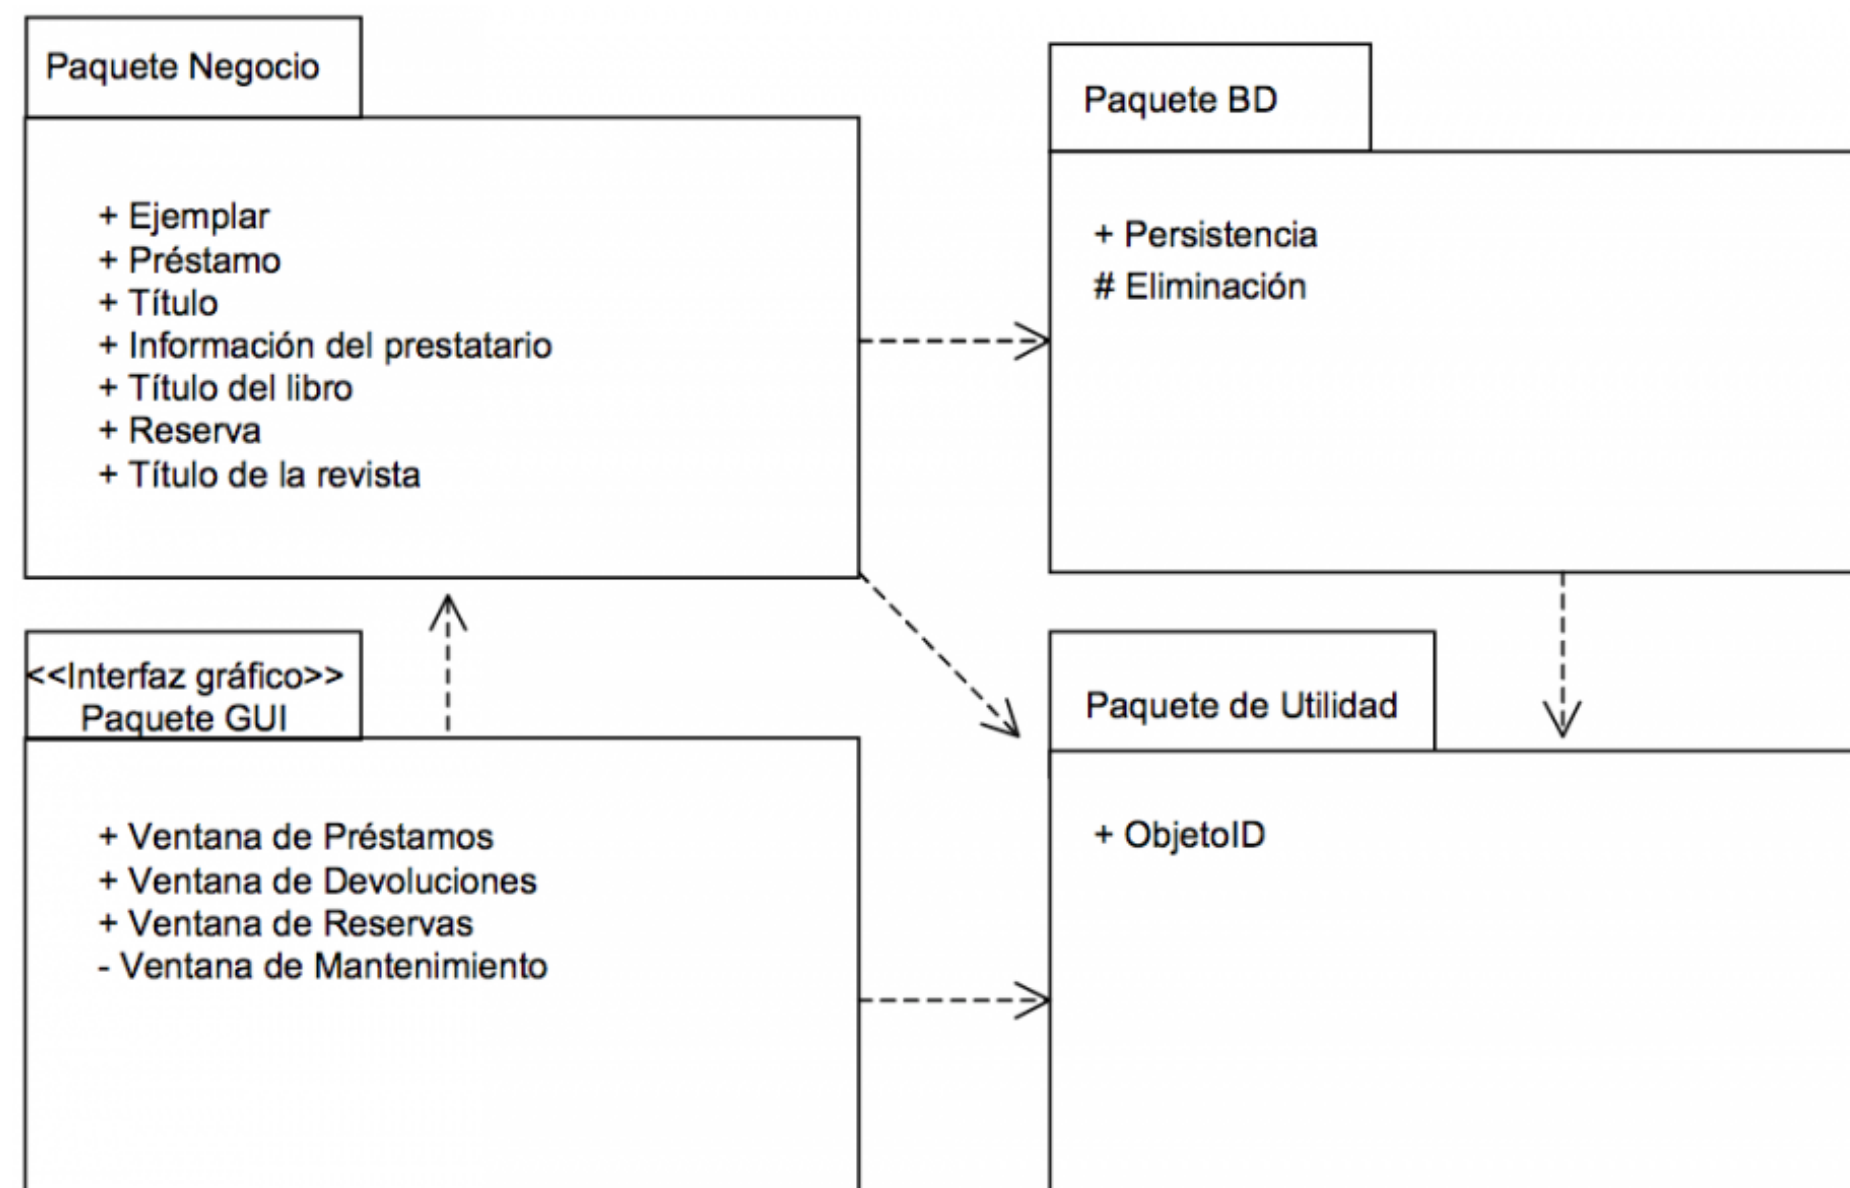 Paquete Negocio
+ Ejemplar
+ Préstamo
+ Título
+ Información del prestatario
+ Título del libro
+ Reserva
+ Título de la revista
Paquete BD
+ Persistencia
# Eliminación
<<Interfaz gráfico>>
Paquete GUI
+ Ventana de Préstamos
+ Ventana de Devoluciones
+ Ventana de Reservas
- Ventana de Mantenimiento
Paquete de Utilidad
+ ObjetoID